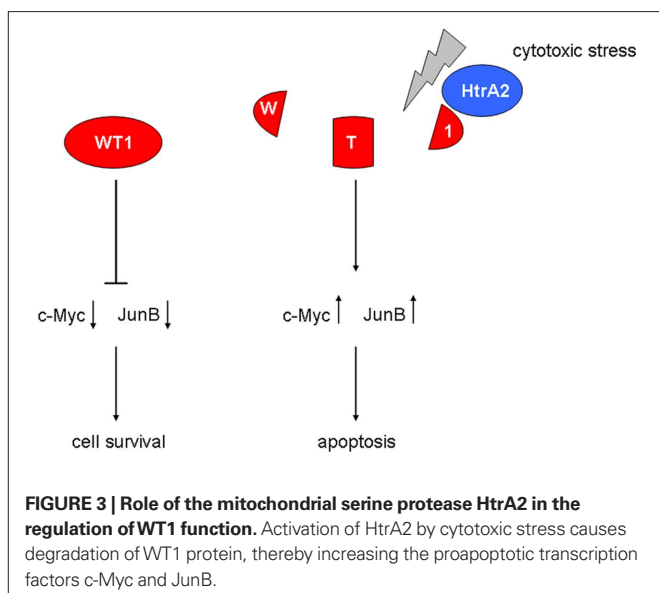 cytotoxic stress
HtrA2
W
1
WT1
T
c-Myc ↓ JunB ↓
c-Myc ↑ JunB ↑
cell survival
apoptosis
FIGURE 3 | Role of the mitochondrial serine protease HtrA2 in the
regulation of WT1 function. Activation of HtrA2 by cytotoxic stress causes
degradation of WT1 protein, thereby increasing the proapoptotic transcription
factors c-Myc and JunB.